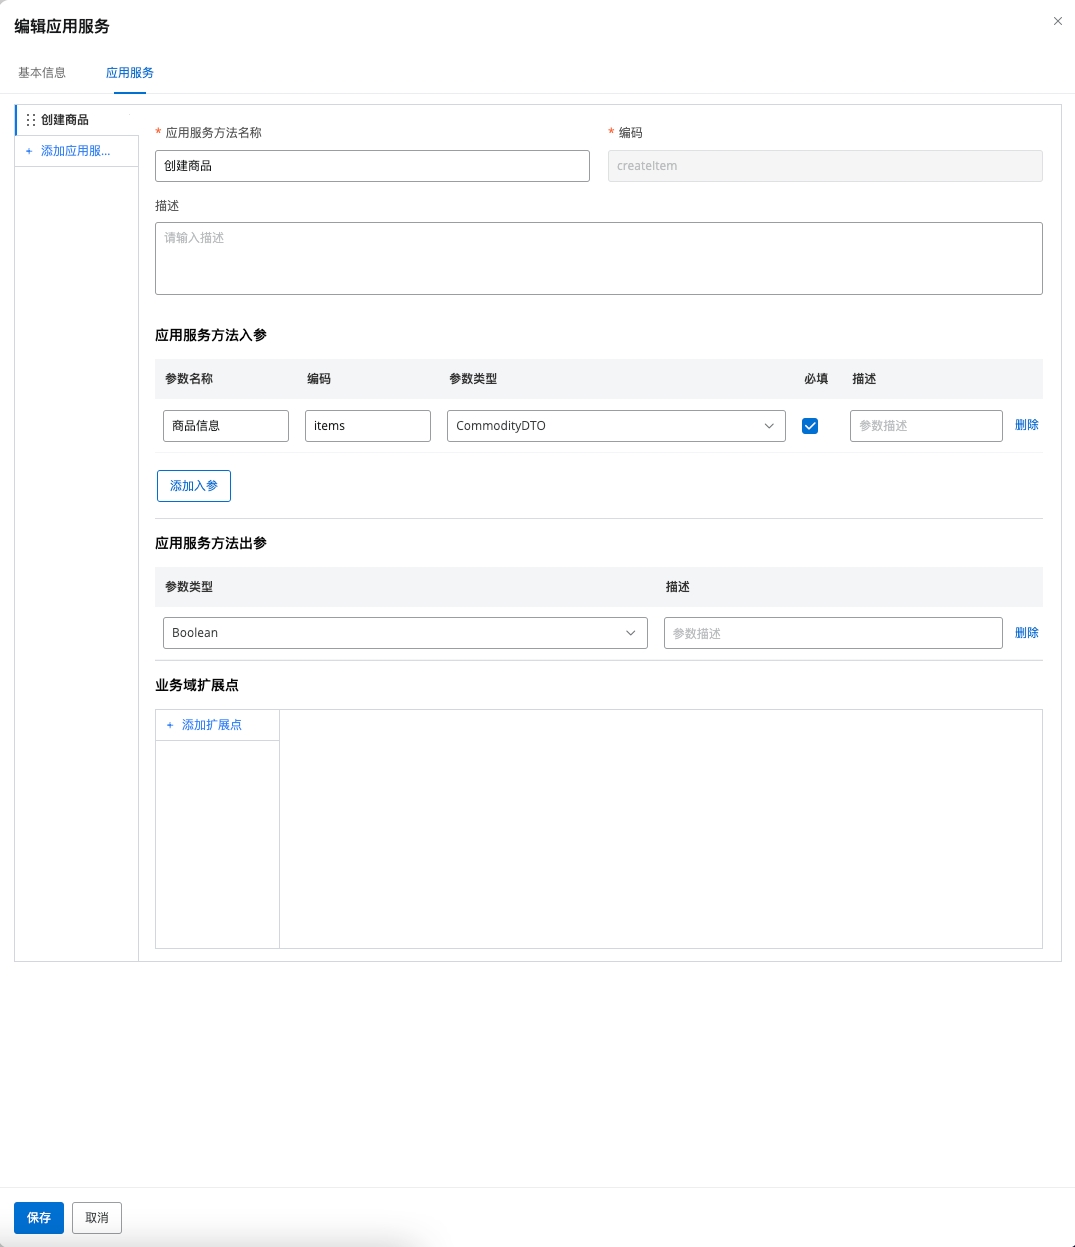 编辑应用服务
基本信息 应用服务
创建商品
+ 添加应用服...
* 应用服务方法名称 * 编码
创建商品 createItem
描述
请输入描述
应用服务方法入参
参数名称 编码 参数类型 必填 描述
商品信息 items CommodityDTO 参数描述 删除
添加入参
应用服务方法出参
参数类型 描述
Boolean 参数描述 删除
业务域扩展点
+ 添加扩展点
保存 取消